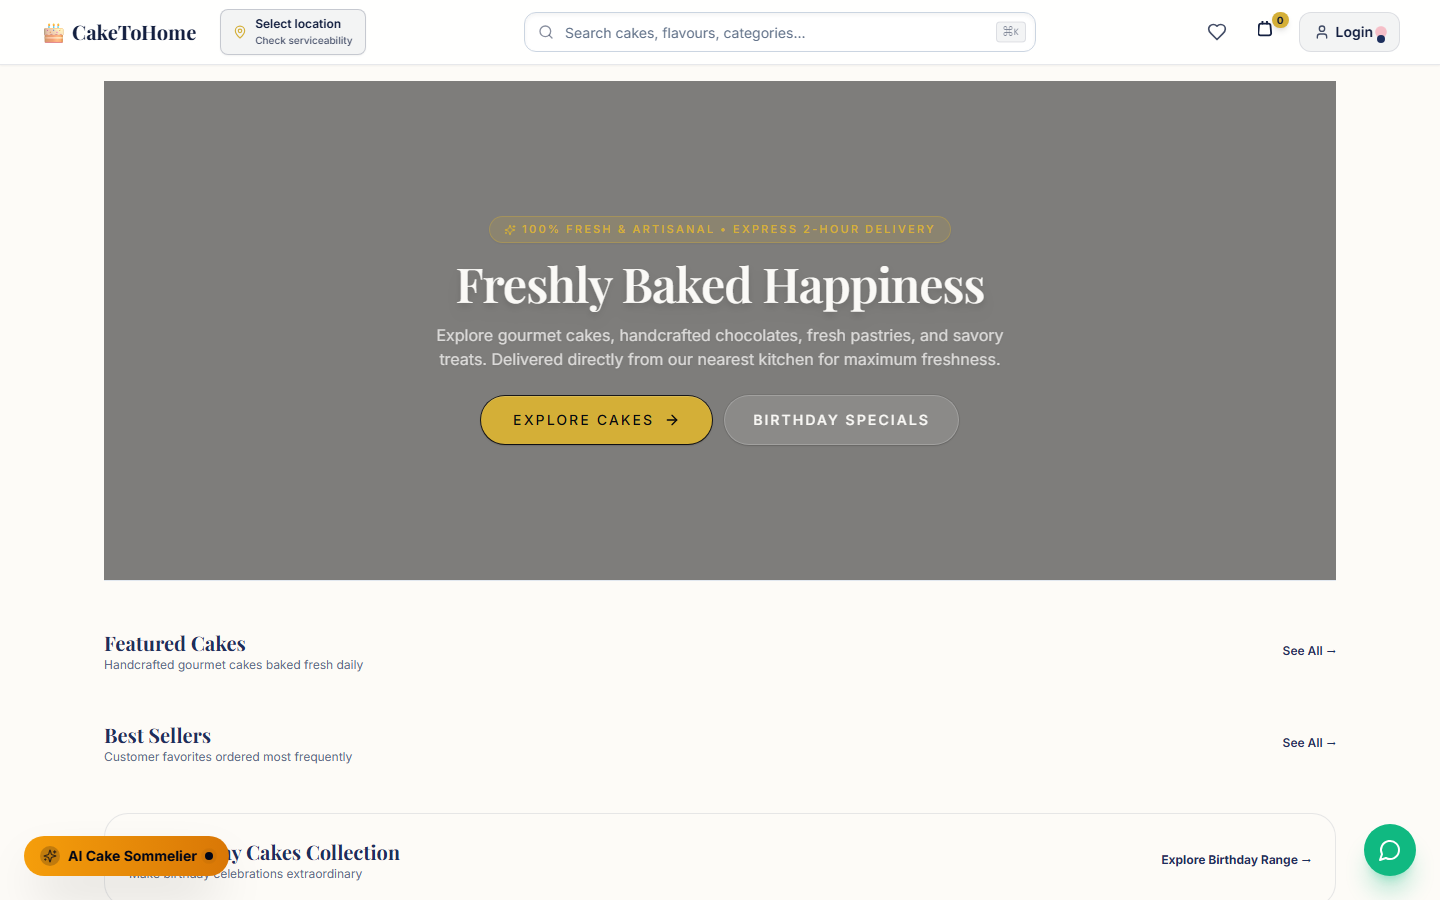 CakeToHome
Select location
Check serviceability
Search cakes, flavours, categories...
⌘K
0
Login
100% FRESH & ARTISANAL • EXPRESS 2-HOUR DELIVERY
Freshly Baked Happiness
Explore gourmet cakes, handcrafted chocolates, fresh pastries, and savory
treats. Delivered directly from our nearest kitchen for maximum freshness.
EXPLORE CAKES →
BIRTHDAY SPECIALS
Featured Cakes
See All →
Handcrafted gourmet cakes baked fresh daily
Best Sellers
See All →
Customer favorites ordered most frequently
AI Cake Sommelier
Cakes Collection
Explore Birthday Range →
Make birthday celebrations extraordinary